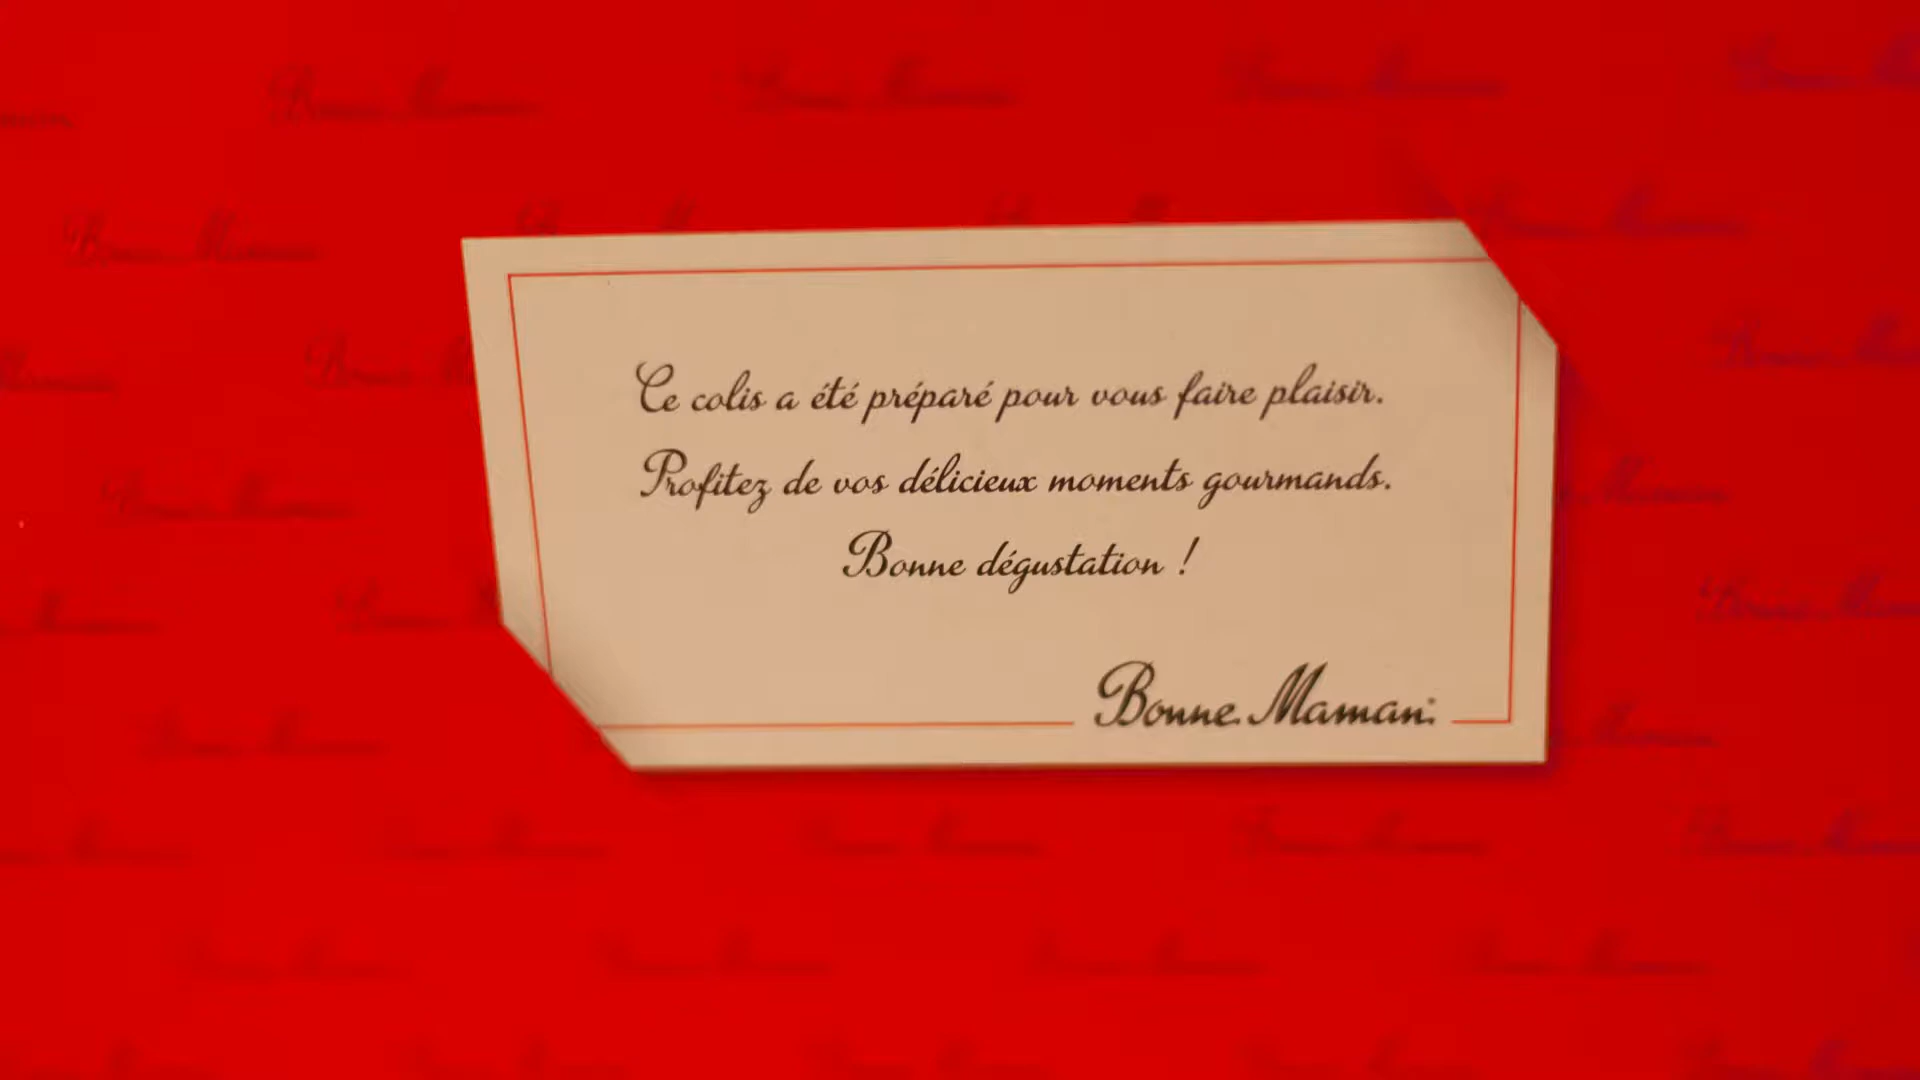 Ce colis a été préparé pour vous faire plaisir.
Profitez de vos délicieux moments gourmands.
Bonne dégustation !
Bonne Maman